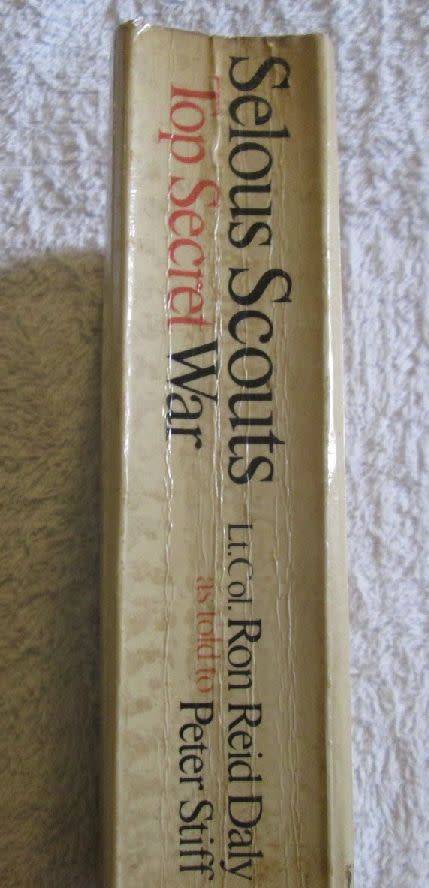 Selous Scouts
Top Secret War
Lt.Col. Ron Reid Daly
as told to Peter Stiff